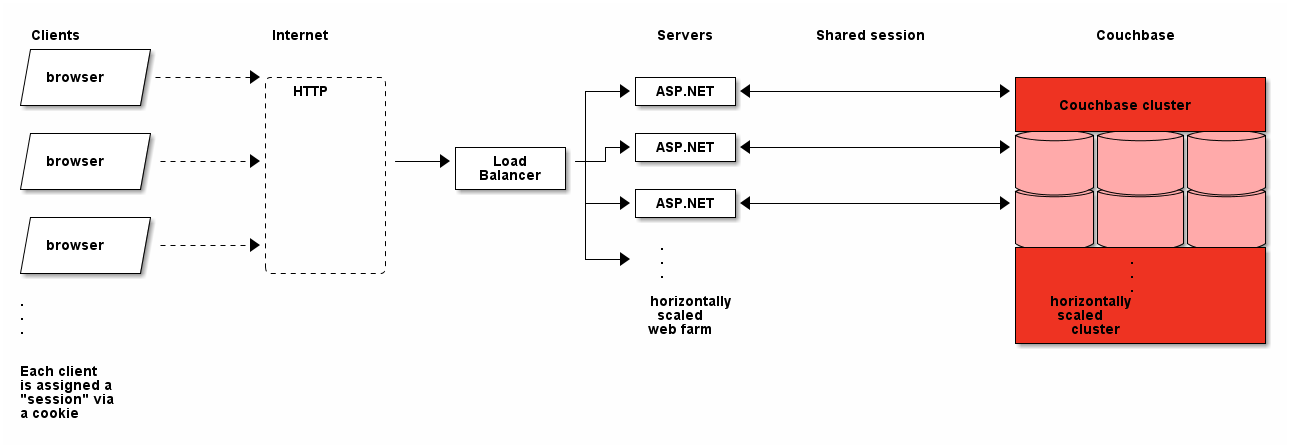 Clients
Internet
Servers
Shared session
Couchbase
browser
HTTP
ASP.NET
Couchbase cluster
browser
Load
Balancer
ASP.NET
browser
ASP.NET
.
.
.
horizontally
scaled
web farm
.
.
.
horizontally
scaled
cluster
.
.
.
Each client
is assigned a
"session" via
a cookie